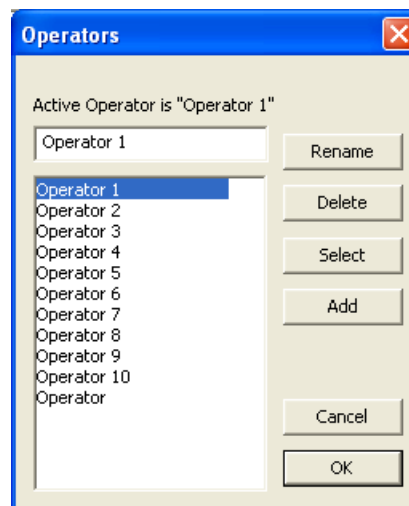 Operators
Active Operator is "Operator 1"
Operator 1
Rename
Operator 1
Operator 2
Operator 3
Operator 4
Operator 5
Operator 6
Operator 7
Operator 8
Operator 9
Operator 10
Operator
Delete
Select
Add
Cancel
OK